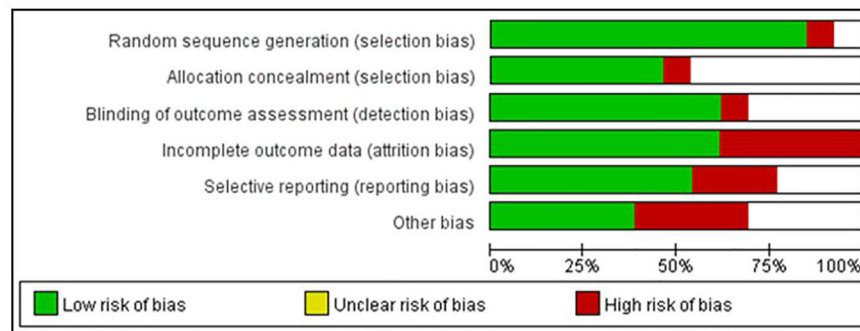 Random sequence generation (selection bias)
Allocation concealment (selection bias)
Blinding of outcome assessment (detection bias)
Incomplete outcome data (attrition bias)
Selective reporting (reporting bias)
Other bias
0% 25% 50% 75% 100%
Low risk of bias Unclear risk of bias High risk of bias